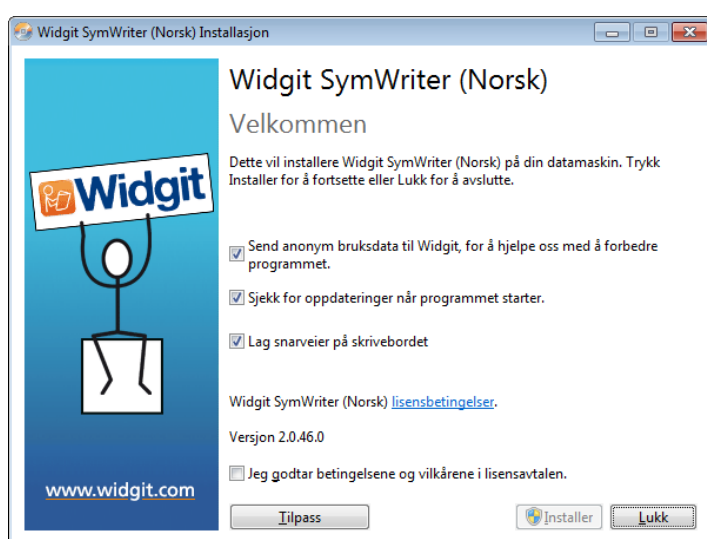 Widgit SymWriter (Norsk) Installasjon
Widgit SymWriter (Norsk)
Velkommen
Dette vil installere Widgit SymWriter (Norsk) på din datamaskin. Trykk
Installer for å fortsette eller Lukk for å avslutte.
Widgit
Send anonym bruksdata til Widgit, for å hjelpe oss med å forbedre
programmet.
Sjekk for oppdateringer når programmet starter.
Lag snarveier på skrivebordet
Widgit SymWriter (Norsk) lisensbetingelser.
Versjon 2.0.46.0
Jeg godtar betingelsene og vilkårene i lisensavtalen.
www.widgit.com
Tilpass
Installer
Lukk